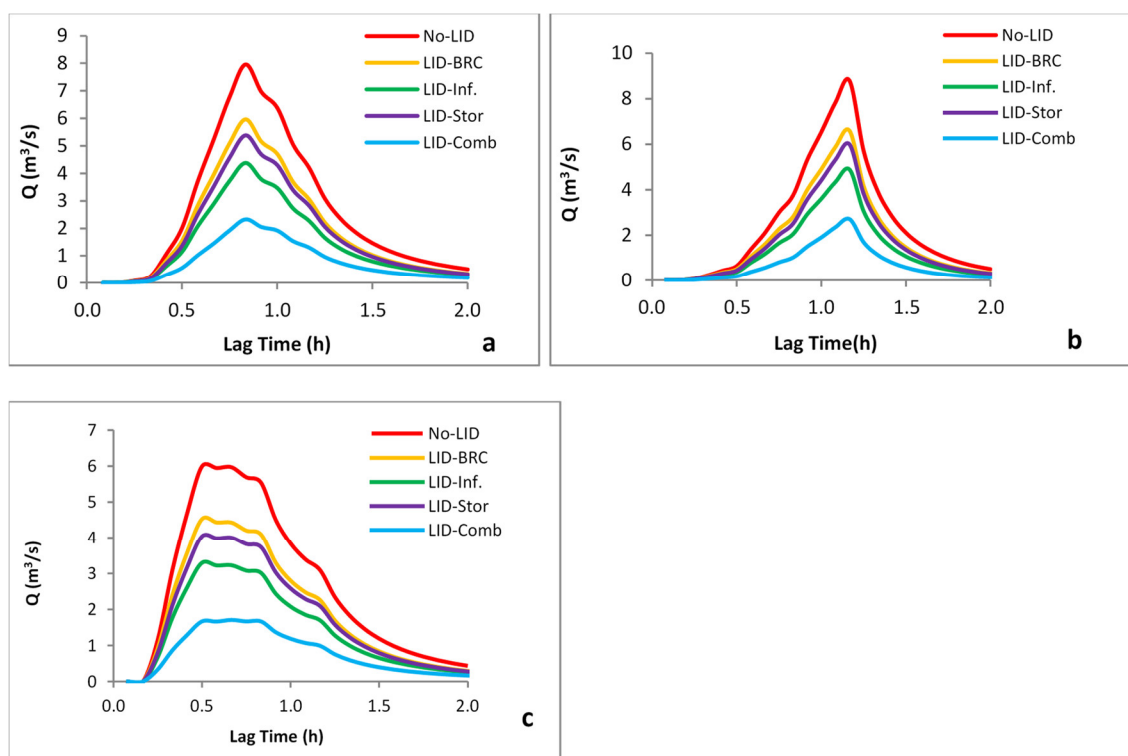 No-LID
LID-BRC
LID-Inf.
LID-Stor
LID-Comb
9
8
7
6
5
4
3
2
1
0
Q (m³/s)
0.0 0.5 1.0 1.5 2.0
Lag Time (h)
a
No-LID
LID-BRC
LID-Inf.
LID-Stor
LID-Comb
10
8
6
4
2
0
Q (m³/s)
0.0 0.5 1.0 1.5 2.0
Lag Time(h)
b
No-LID
LID-BRC
LID-Inf.
LID-Stor
LID-Comb
7
6
5
4
3
2
1
0
Q (m³/s)
0.0 0.5 1.0 1.5 2.0
Lag Time (h)
c